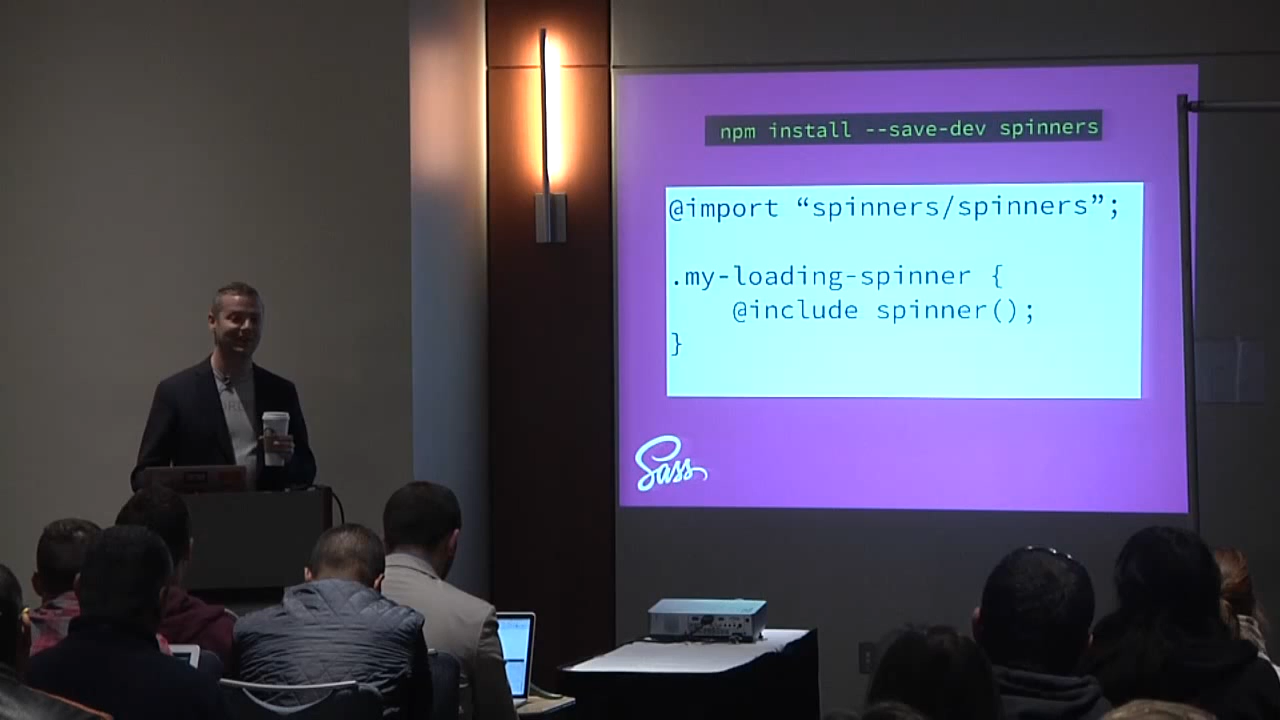 npm install --save-dev spinners
@import “spinners/spinners”;
.my-loading-spinner {
@include spinner();
}
Sass